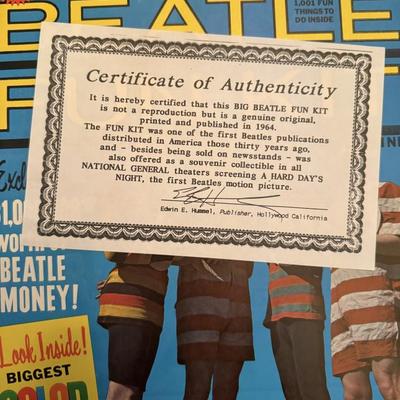 1,001 FUN
THINGS TO
DO INSIDE
BEATLE
Certificate of Authenticity
It is hereby certified that this BIG BEATLE FUN KIT
is not a reproduction but is a genuine original,
printed and published in 1964.
The FUN KIT was one of the first Beatles publications
distributed in America those thirty years ago,
and - besides being sold on newsstands - was
also offered as a souvenir collectible in all
NATIONAL GENERAL theaters screening A HARD DAY'S
NIGHT, the first Beatles motion picture.
Edwin E. Hummel, Publisher, Hollywood California
BEATLE
MONEY!
Look Inside!
BIGGEST
COLOR